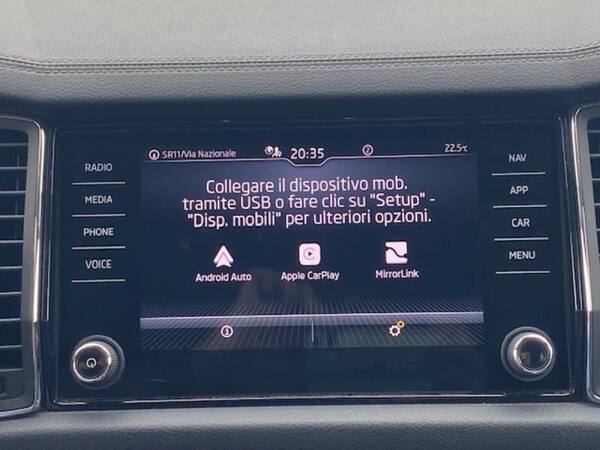 RADIO
MEDIA
PHONE
VOICE
SR11/Via Nazionale
20:35
2
22.5°C
Collegare il dispositivo mob.
tramite USB o fare clic su "Setup" -
"Disp. mobili" per ulteriori opzioni.
Android Auto
Apple CarPlay
MirrorLink
NAV
APP
CAR
MENU